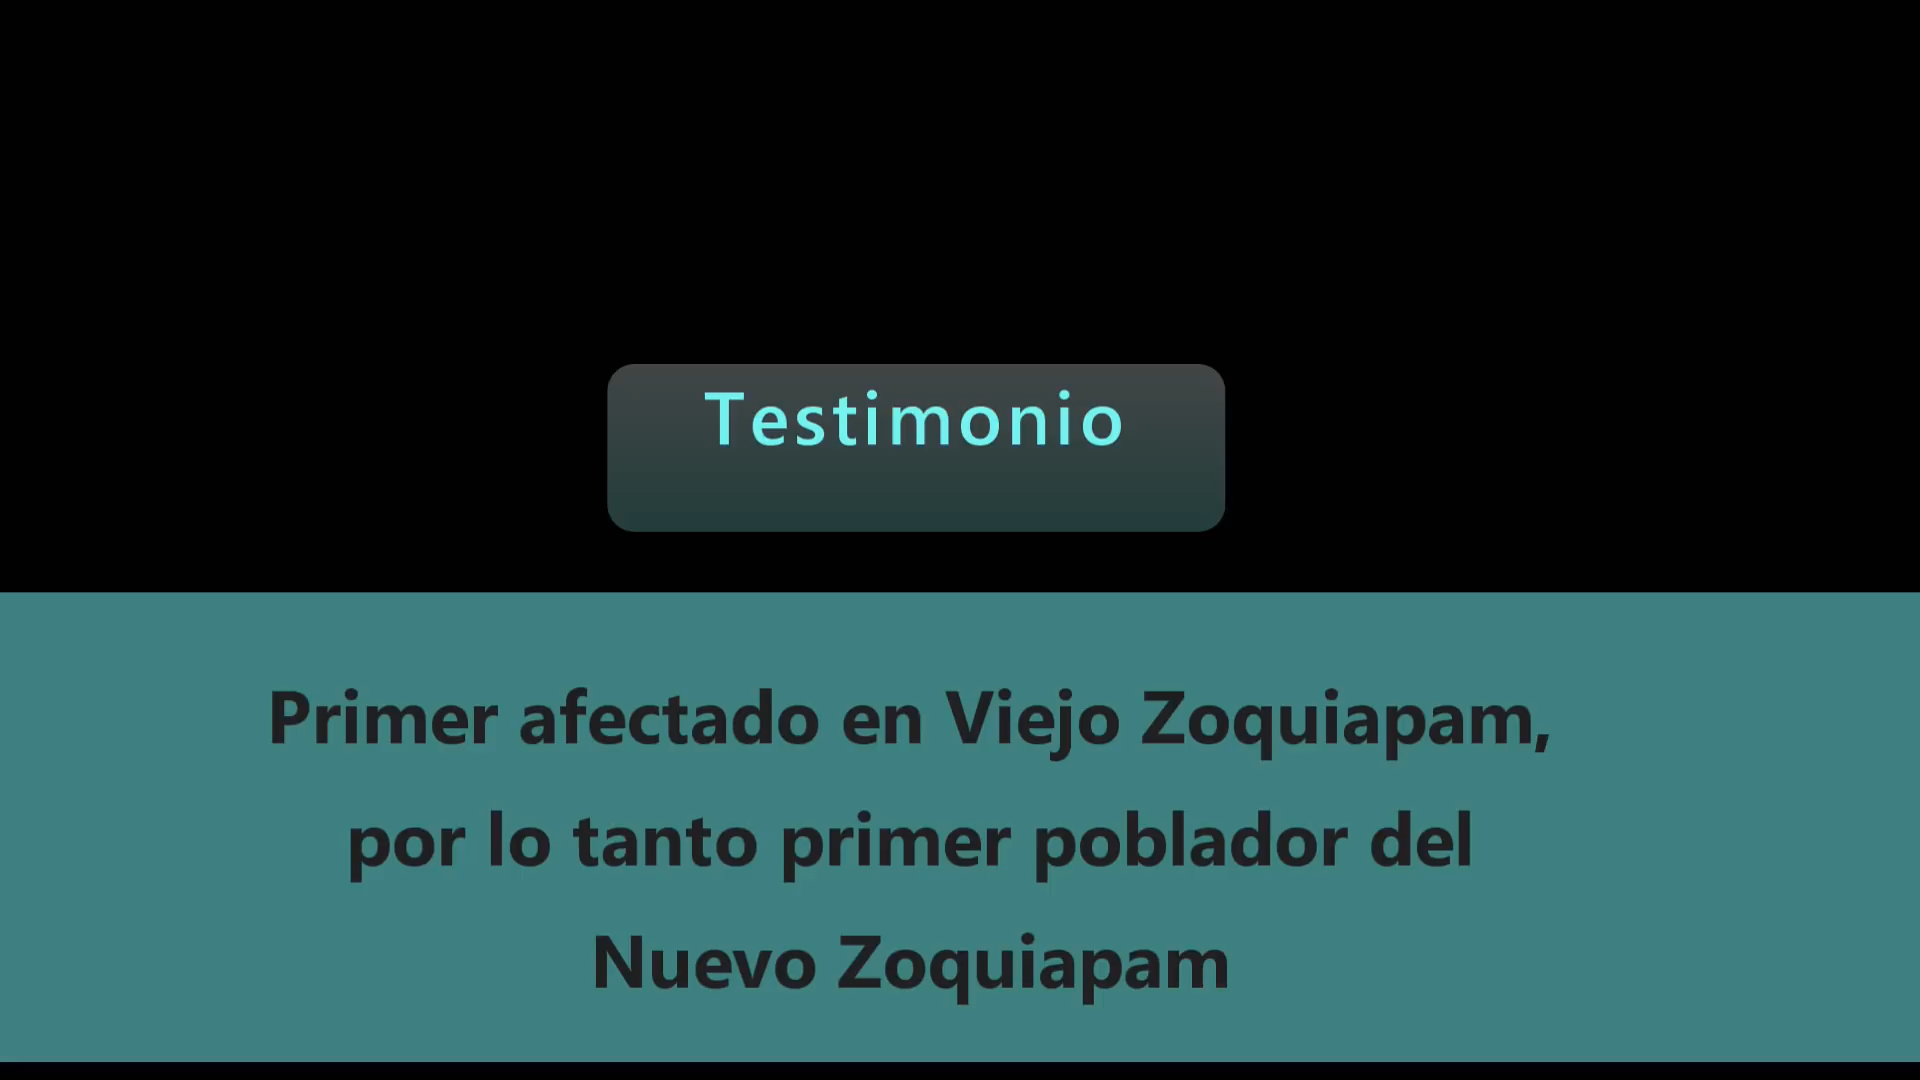 Testimonio
Primer afectado en Viejo Zoquiapam,
por lo tanto primer poblador del
Nuevo Zoquiapam